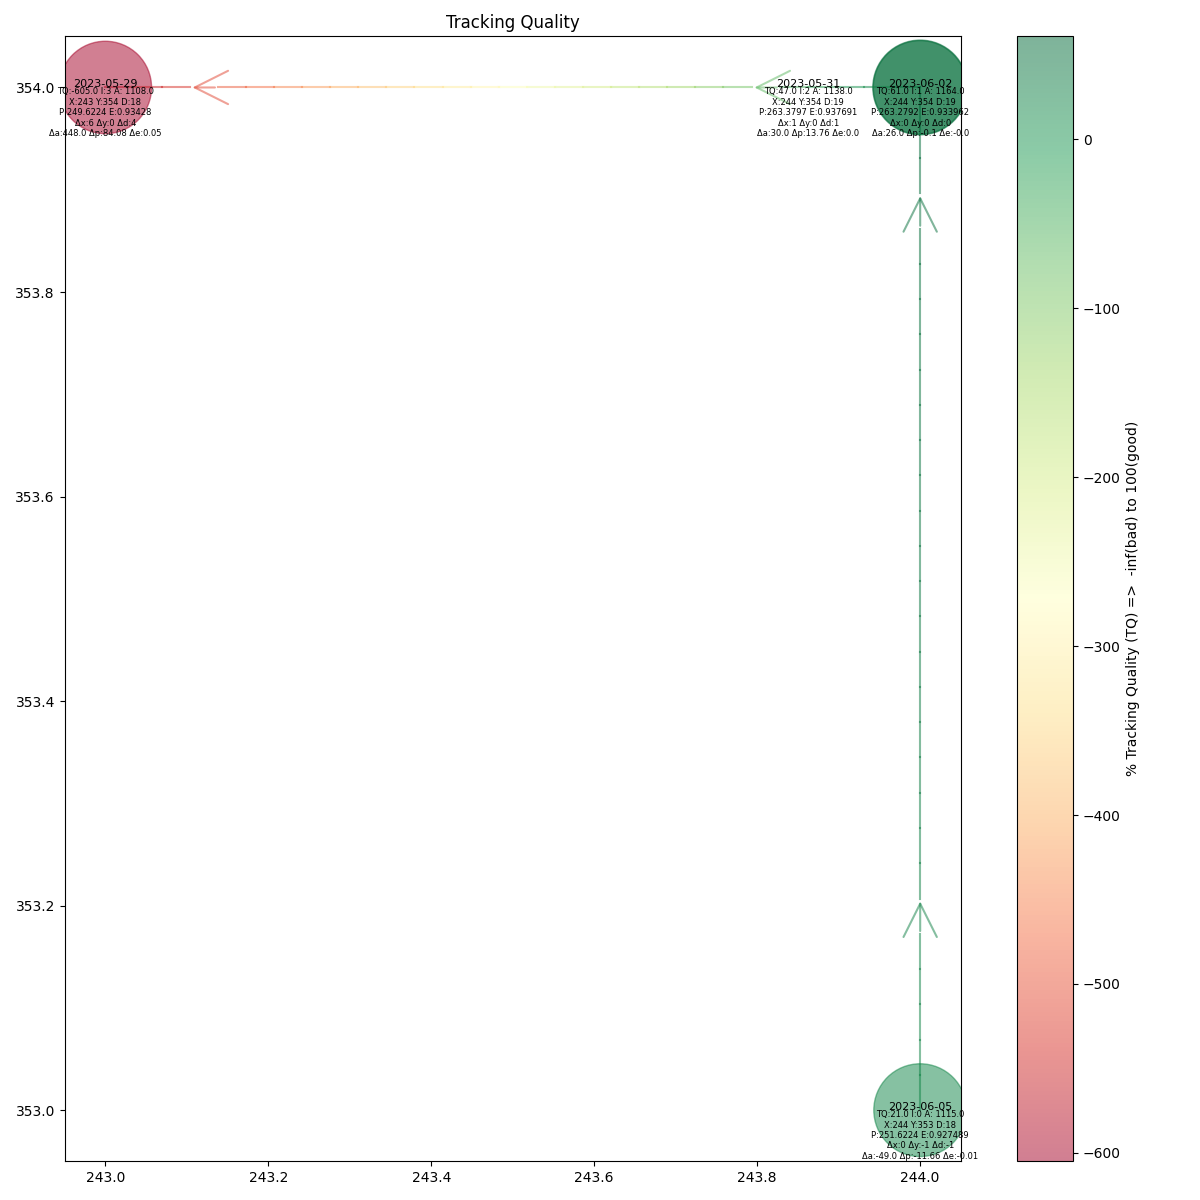 Tracking Quality
2023-05-29
TQ:-605.0 I:3 A: 1108.0
X:243 Y:354 D:18
P:249.6224 E:0.93428
Δx:6 Δy:0 Δd:4
Δa:448.0 Δp:84.08 Δe:0.05
2023-05-31
TQ:47.0 I:2 A: 1138.0
X:244 Y:354 D:19
P:263.3797 E:0.937691
Δx:1 Δy:0 Δd:1
Δa:30.0 Δp:13.76 Δe:0.0
2023-06-02
TQ:61.0 I:1 A: 1164.0
X:244 Y:354 D:19
P:263.2792 E:0.933962
Δx:0 Δy:0 Δd:0
Δa:26.0 Δp:-0.1 Δe:-0.0
2023-06-05
TQ:21.0 I:0 A: 1115.0
X:244 Y:353 D:18
P:251.6224 E:0.927489
Δx:0 Δy:-1 Δd:-1
Δa:-49.0 Δp:-11.66 Δe:-0.01
354.0
353.8
353.6
353.4
353.2
353.0
243.0
243.2
243.4
243.6
243.8
244.0
0
−100
−200
−300
−400
−500
−600
% Tracking Quality (TQ) => -inf(bad) to 100(good)